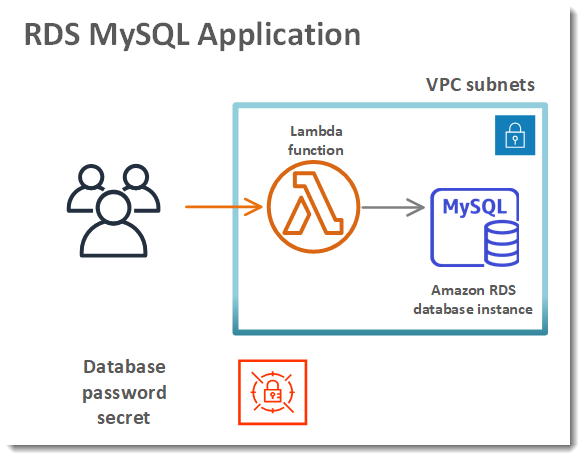 RDS MySQL Application
VPC subnets
Lambda
function
MySQL
Amazon RDS
database instance
Database
password
secret